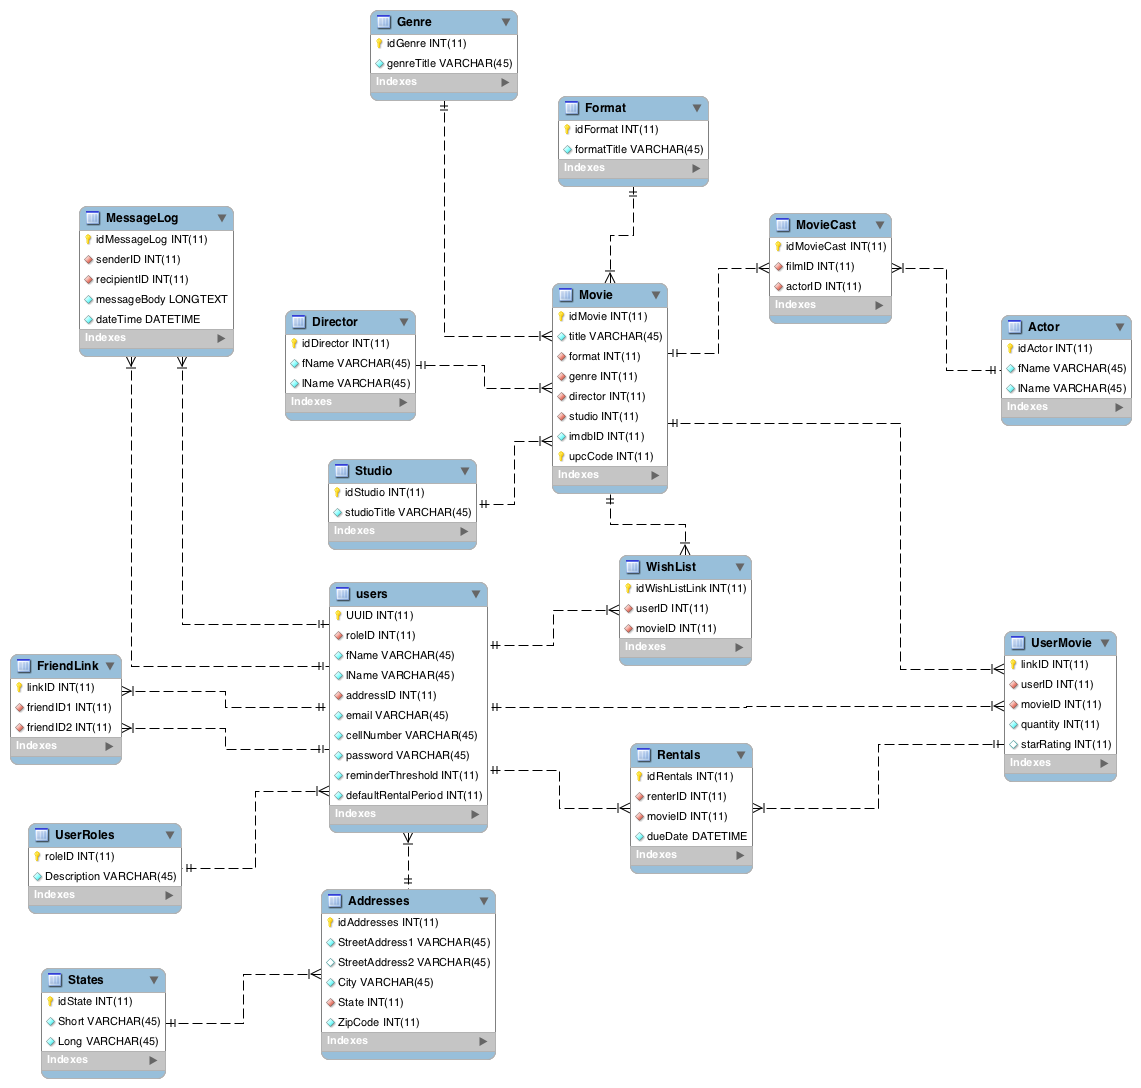 Genre
idGenre INT(11)
genreTitle VARCHAR(45)
Indexes
Format
idFormat INT(11)
formatTitle VARCHAR(45)
Indexes
MessageLog
idMessageLog INT(11)
senderID INT(11)
recipientID INT(11)
messageBody LONGTEXT
dateTime DATETIME
Indexes
MovieCast
idMovieCast INT(11)
filmID INT(11)
actorID INT(11)
Indexes
Movie
idMovie INT(11)
title VARCHAR(45)
format INT(11)
genre INT(11)
director INT(11)
studio INT(11)
imdbID INT(11)
upcCode INT(11)
Indexes
Director
idDirector INT(11)
fName VARCHAR(45)
lName VARCHAR(45)
Indexes
Actor
idActor INT(11)
fName VARCHAR(45)
lName VARCHAR(45)
Indexes
Studio
idStudio INT(11)
studioTitle VARCHAR(45)
Indexes
WishList
idWishListLink INT(11)
userID INT(11)
movieID INT(11)
Indexes
users
UUID INT(11)
roleID INT(11)
fName VARCHAR(45)
lName VARCHAR(45)
addressID INT(11)
email VARCHAR(45)
cellNumber VARCHAR(45)
password VARCHAR(45)
reminderThreshold INT(11)
defaultRentalPeriod INT(11)
Indexes
UserMovie
linkID INT(11)
userID INT(11)
movieID INT(11)
quantity INT(11)
starRating INT(11)
Indexes
FriendLink
linkID INT(11)
friendID1 INT(11)
friendID2 INT(11)
Indexes
Rentals
idRentals INT(11)
renterID INT(11)
movieID INT(11)
dueDate DATETIME
Indexes
UserRoles
roleID INT(11)
Description VARCHAR(45)
Indexes
Addresses
idAddresses INT(11)
StreetAddress1 VARCHAR(45)
StreetAddress2 VARCHAR(45)
City VARCHAR(45)
State INT(11)
ZipCode INT(11)
Indexes
States
idState INT(11)
Short VARCHAR(45)
Long VARCHAR(45)
Indexes